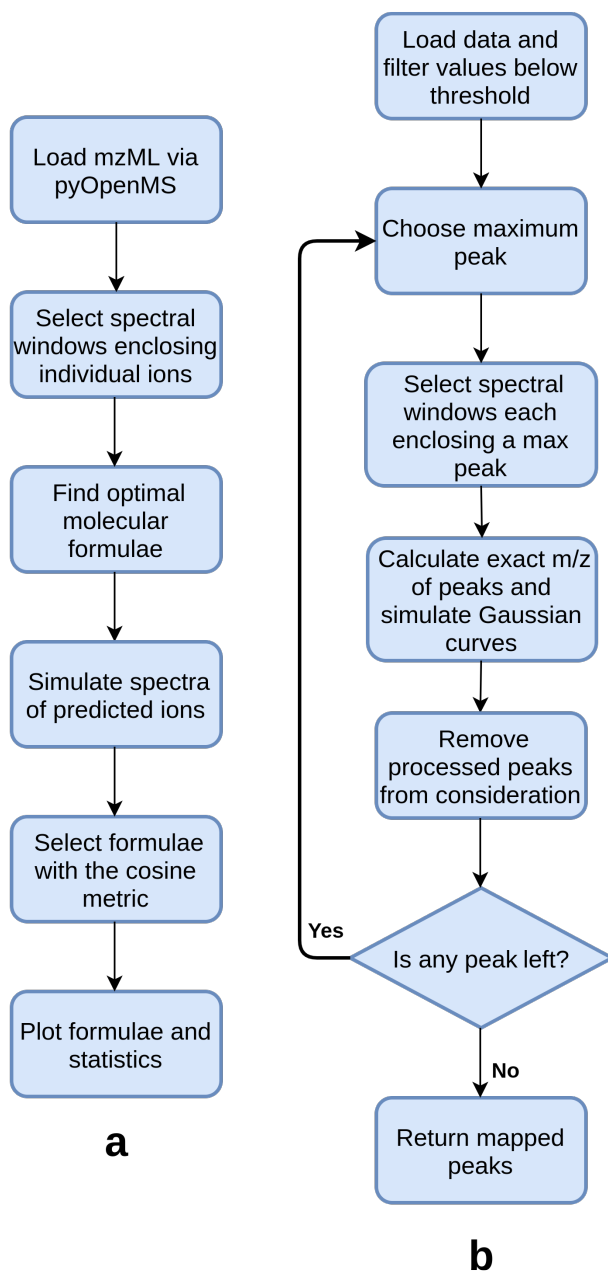 Load mzML via
pyOpenMS
Select spectral
windows enclosing
individual ions
Find optimal
molecular
formulae
Simulate spectra
of predicted ions
Select formulae
with the cosine
metric
Plot formulae and
statistics
a
Load data and
filter values below
threshold
Choose maximum
peak
Select spectral
windows each
enclosing a max
peak
Calculate exact m/z
of peaks and
simulate Gaussian
curves
Remove
processed peaks
from consideration
Is any peak left?
Yes
No
Return mapped
peaks
b